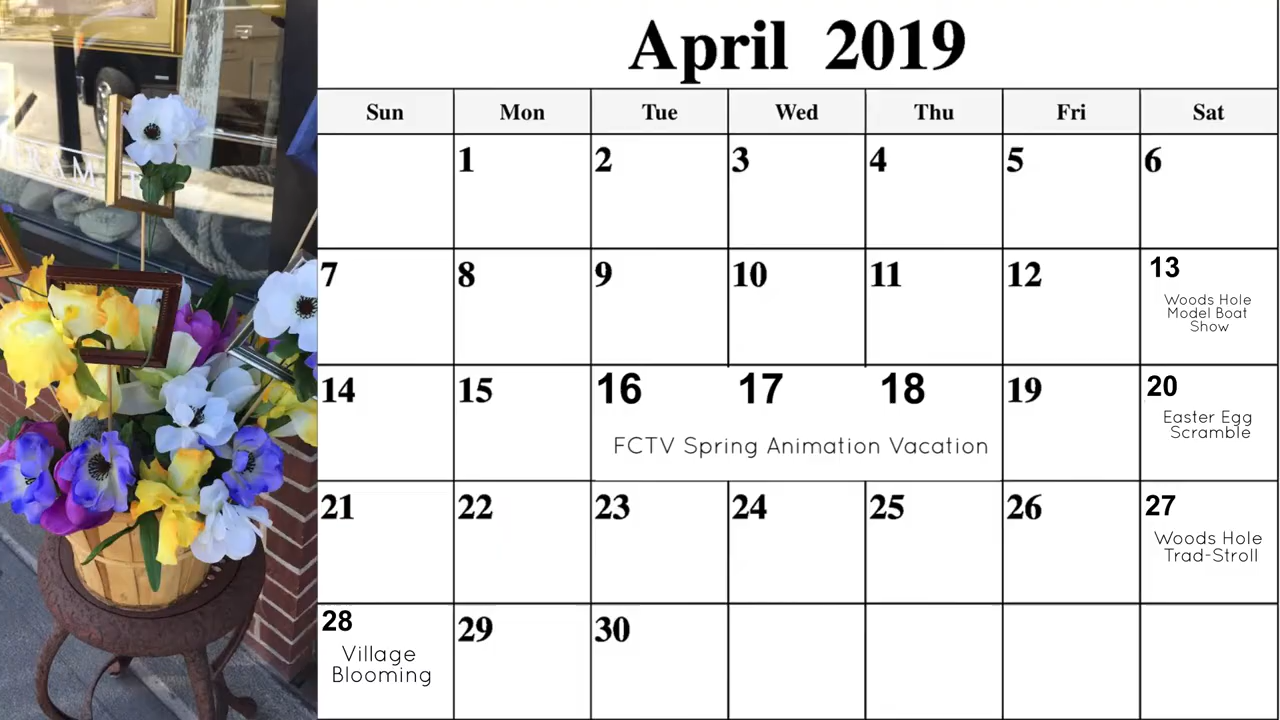 April 2019
Sun Mon Tue Wed Thu Fri Sat
1 2 3 4 5 6
7 8 9 10 11 12 13
Woods Hole
Model Boat
Show
14 15 16 17 18 19 20
FCTV Spring Animation Vacation
Easter Egg
Scramble
21 22 23 24 25 26 27
Woods Hole
Trad-Stroll
28 29 30
Village
Blooming